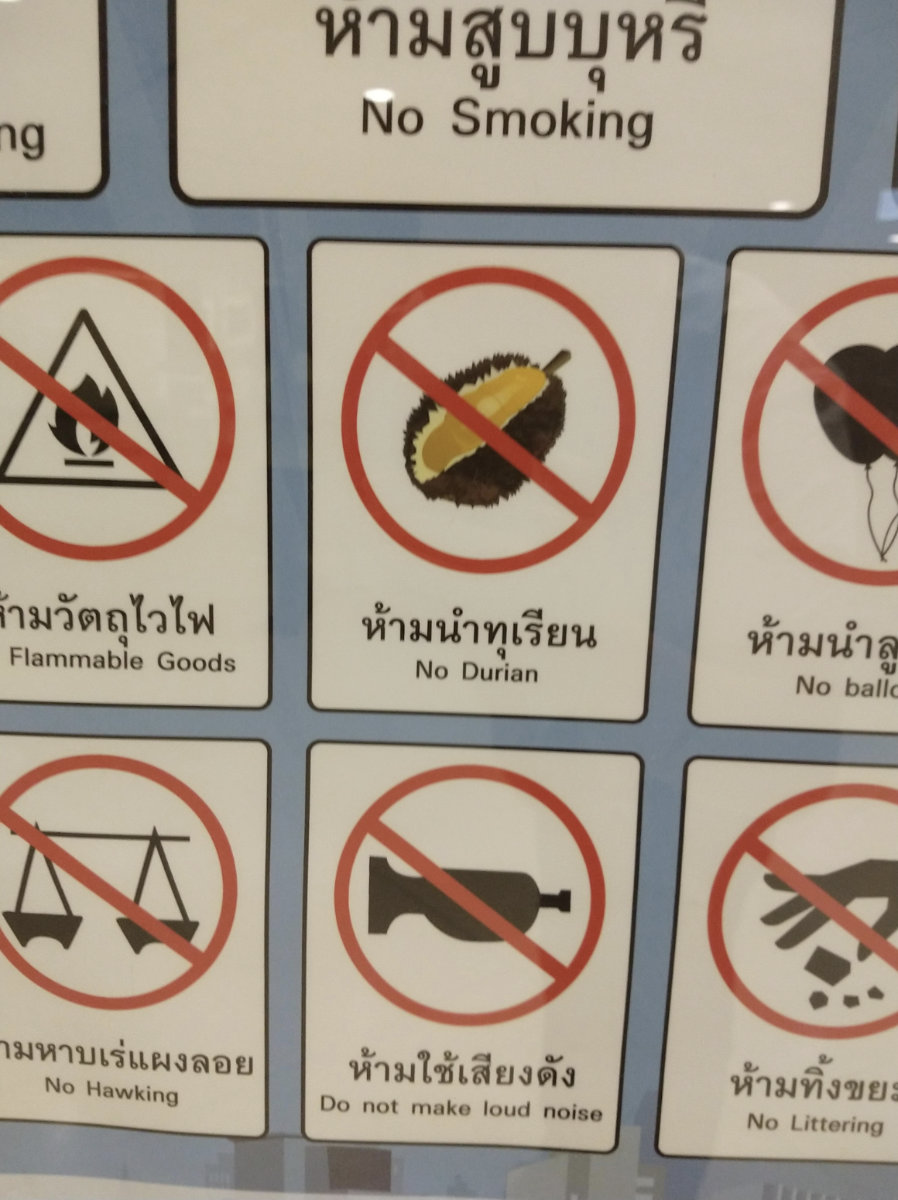 ห้ามสูบบุหรี่
No Smoking
ng
ห้ามวัตถุไวไฟ
Flammable Goods
ห้ามนำทุเรียน
No Durian
ห้ามนำลู
No ballo
ามหาบเร่แผงลอย
No Hawking
ห้ามใช้เสียงดัง
Do not make loud noise
ห้ามทิ้งขยะ
No Littering